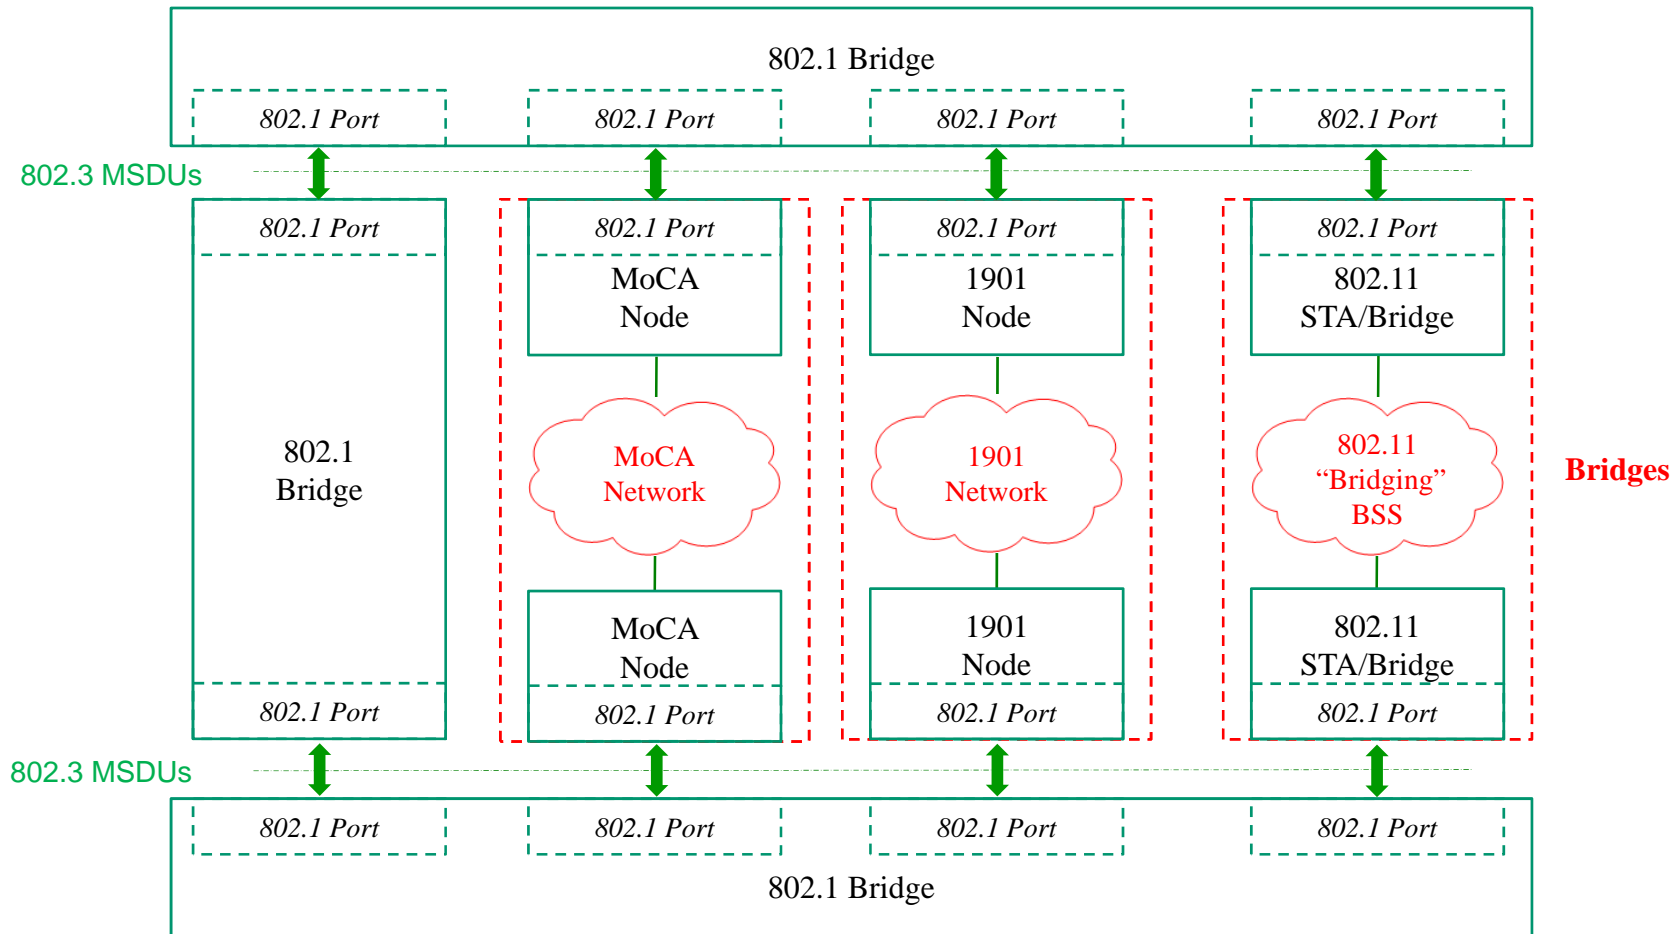 802.1 Bridge
802.1 Port
802.1 Port
802.1 Port
802.1 Port
802.3 MSDUs
802.1 Port
802.1 Port
802.1 Port
802.1 Port
MoCA
Node
1901
Node
802.11
STA/Bridge
802.1
Bridge
MoCA
Network
1901
Network
802.11
“Bridging”
BSS
Bridges
MoCA
Node
1901
Node
802.11
STA/Bridge
802.1 Port
802.1 Port
802.1 Port
802.1 Port
802.3 MSDUs
802.1 Port
802.1 Port
802.1 Port
802.1 Port
802.1 Bridge